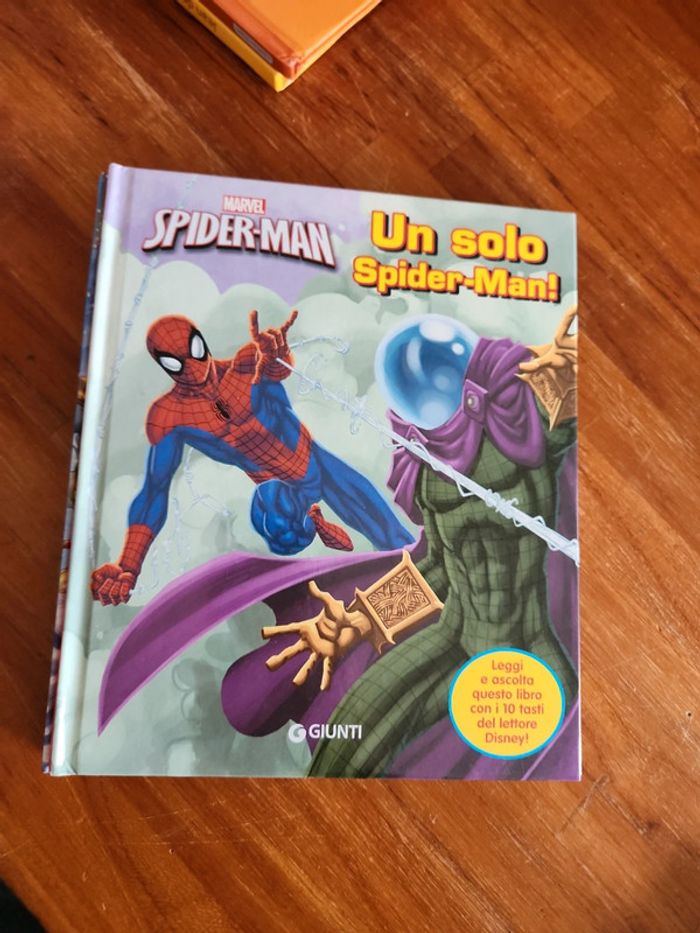 MARVEL
SPIDER-MAN
Un solo
Spider-Man!
Leggi
e ascolta
questo libro
con i 10 tasti
del lettore
Disney!
GIUNTI